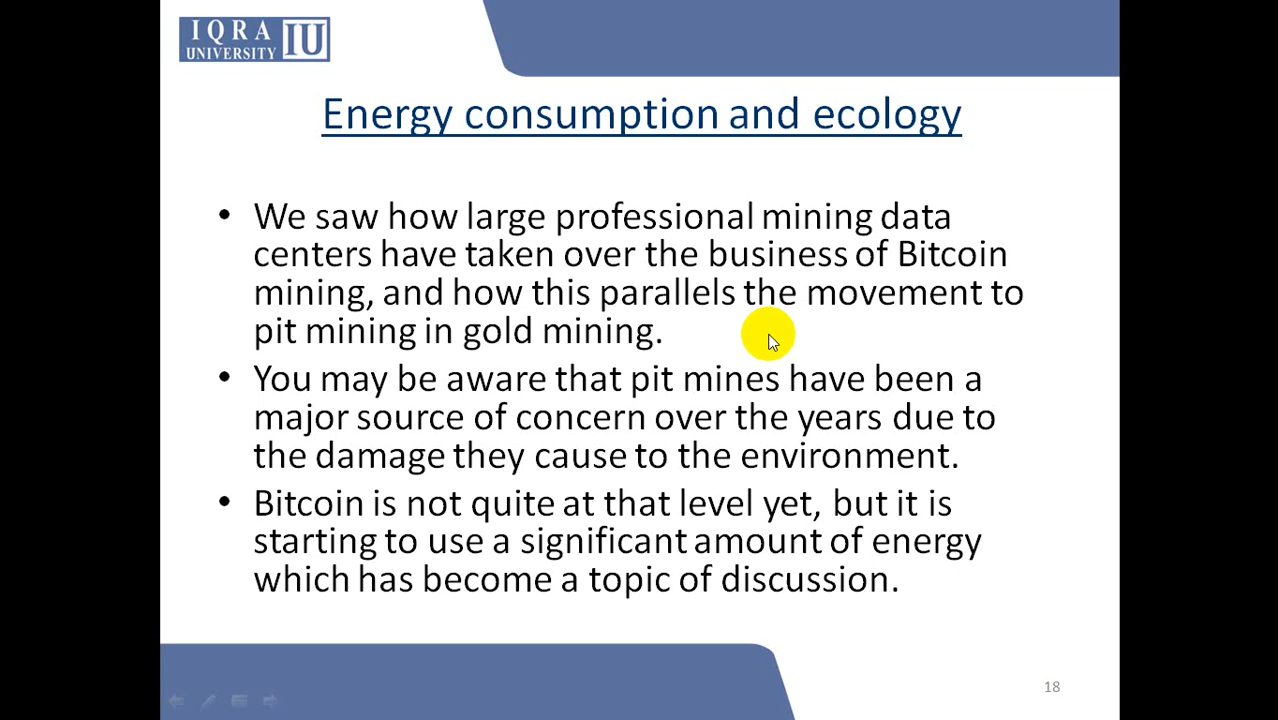 IQRA
UNIVERSITY IU
Energy consumption and ecology
• We saw how large professional mining data
centers have taken over the business of Bitcoin
mining, and how this parallels the movement to
pit mining in gold mining.
• You may be aware that pit mines have been a
major source of concern over the years due to
the damage they cause to the environment.
• Bitcoin is not quite at that level yet, but it is
starting to use a significant amount of energy
which has become a topic of discussion.
18